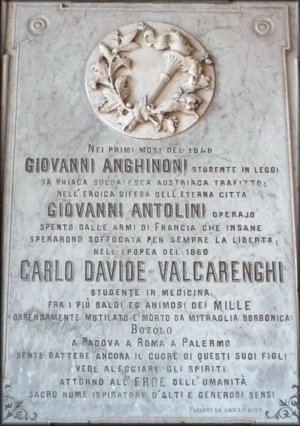 NEI PRIMI MOTI DEL 1848
GIOVANNI ANGHINONI STUDENTE IN LEGGI
DA BRIACA SOLDATESCA AUSTRIACA TRAFITTO;
NELL'EROICA DIFESA DELL'ETERNA CITTÀ
GIOVANNI ANTOLINI OPERAJO
SPENTO DALLE ARMI DI FRANCIA CHE INSANE
SPERARONO SOFFOCATA PER SEMPRE LA LIBERTÀ;
NELL'EPOPEA DEL 1860
CARLO DAVIDE VALCARENGHI
STUDENTE IN MEDICINA
FRA I PIÙ BALDI ED ANIMOSI DEI MILLE
ORRENDAMENTE MUTILATO E MORTO DA MITRAGLIA BORBONICA:
BOZOLO
A PADOVA A ROMA A PALERMO
SENTE BATTERE ANCORA IL CUORE DI QUESTI SUOI FIGLI
VEDE ALEGGIARE GLI SPIRITI
ATTORNO ALL'EROE DELL'UMANITÀ
SACRO NOME ISPIRATORE D'ALTI E GENEROSI SENSI
PARENTI ED AMICI